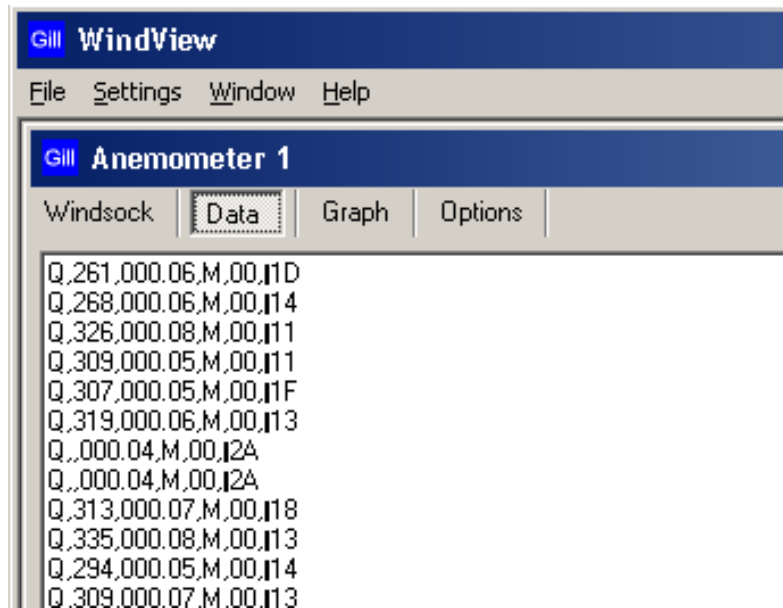 Gill WindView
File Settings Window Help
Gill Anemometer 1
Windsock Data Graph Options
Q,261,000.06,M,00,|1D
Q,268,000.06,M,00,|14
Q,326,000.08,M,00,|11
Q,309,000.05,M,00,|11
Q,307,000.05,M,00,|1F
Q,319,000.06,M,00,|13
Q,,000.04,M,00,|2A
Q,,000.04,M,00,|2A
Q,313,000.07,M,00,|18
Q,335,000.08,M,00,|13
Q,294,000.05,M,00,|14
Q,309,000.07,M,00,|13